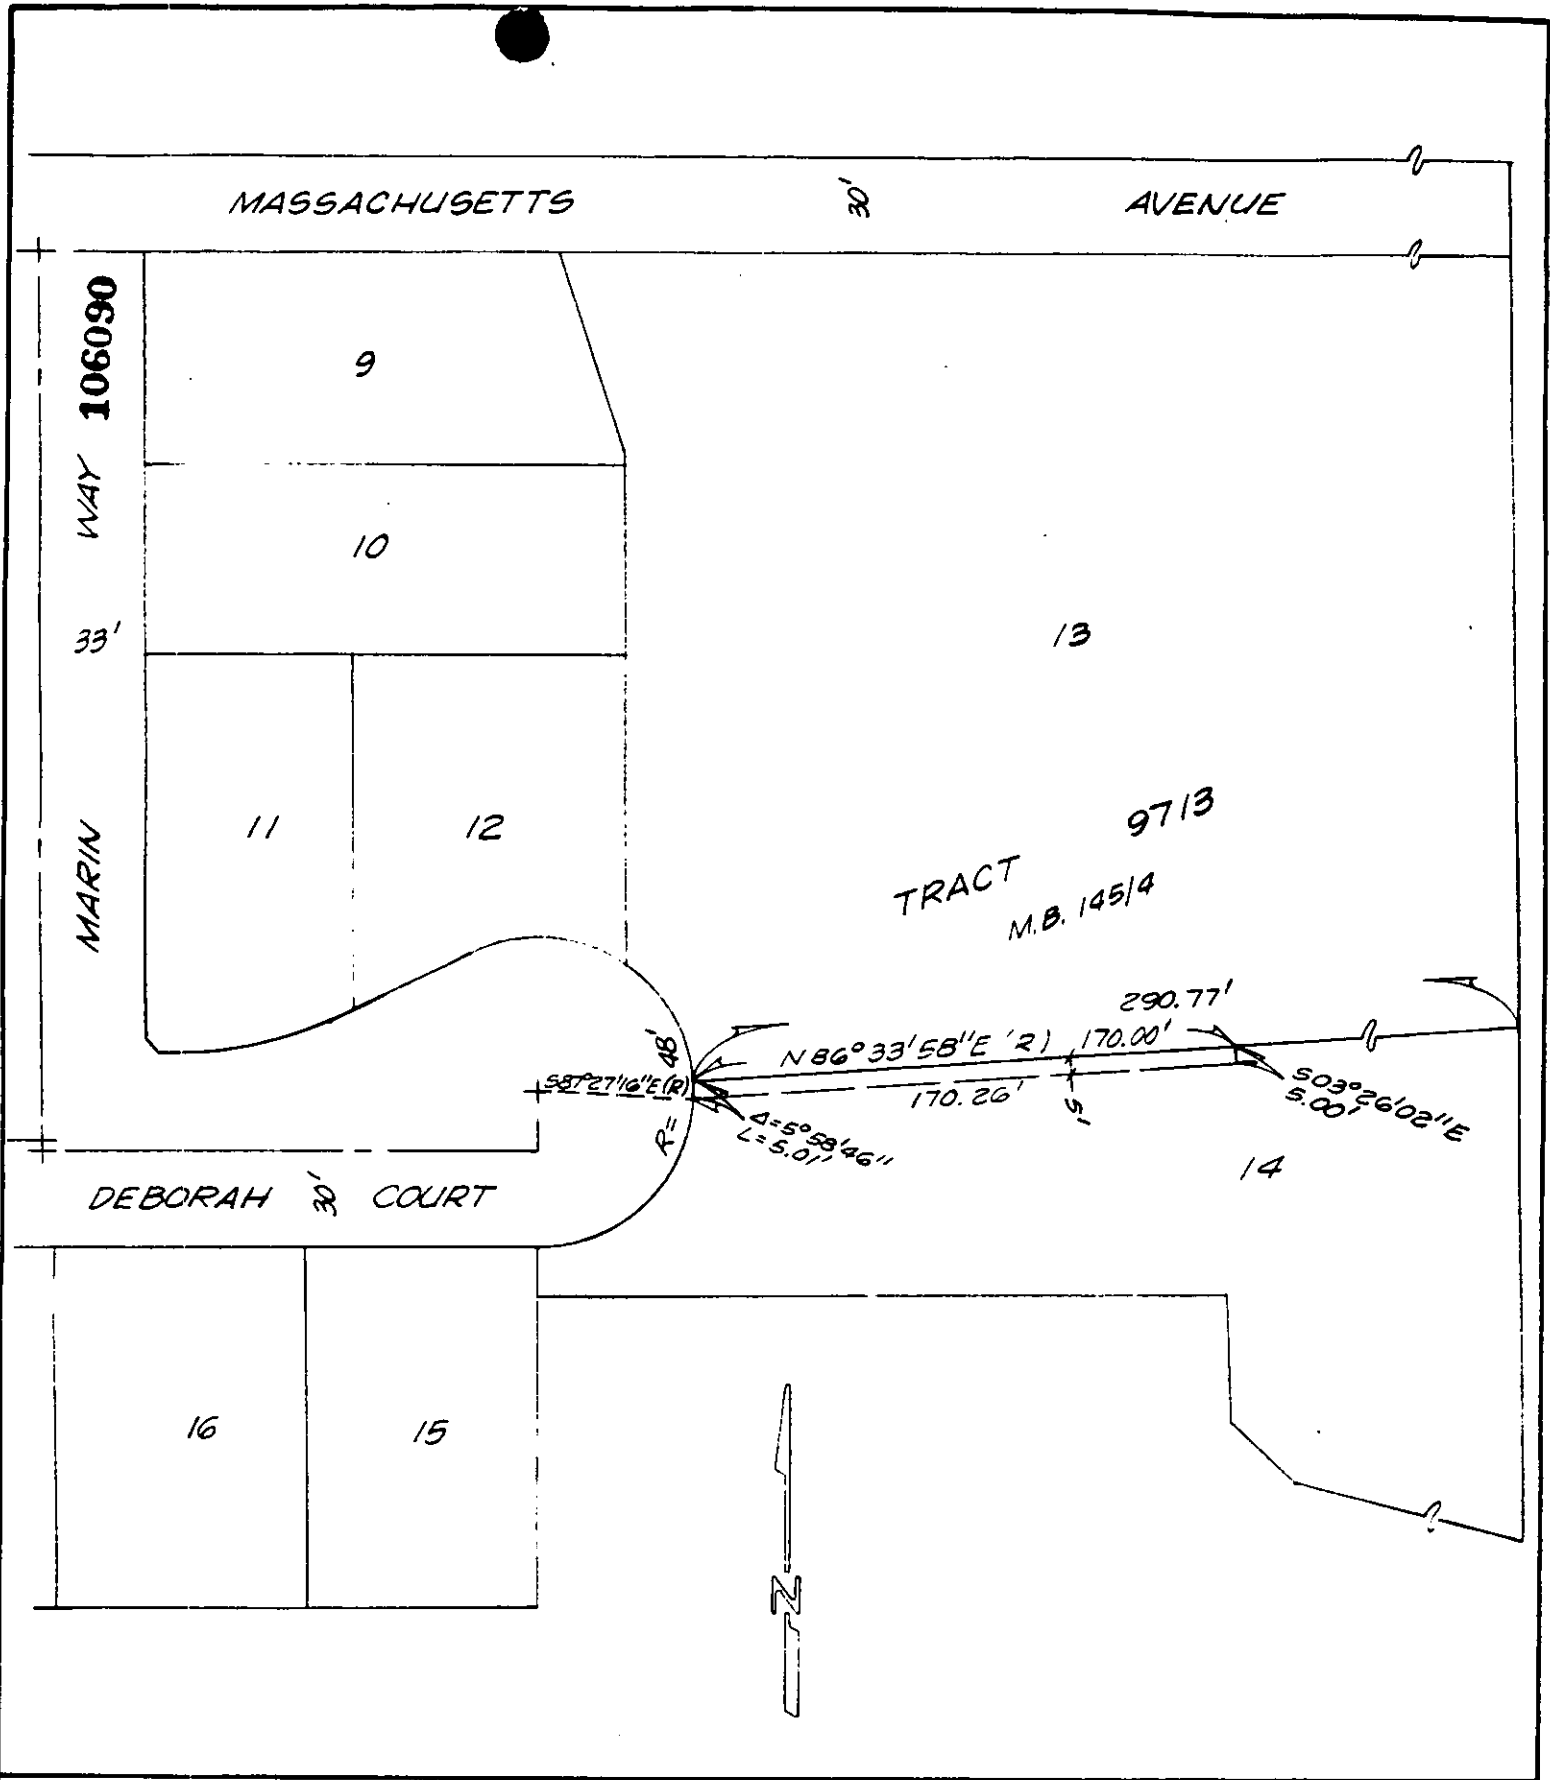 MASSACHUSETTS 30' AVENUE
106090
WAY
9
10
33'
13
MARIN
11
12
9713
TRACT
M.B. 145/4
290.77'
N 86°33'58"E (R) 170.00'
S87°27'16"E (R)
R= 48'
170.26'
5'
S03°26'02"E
5.00'
Δ=5°58'46"
L=5.01'
14
DEBORAH 30' COURT
16
15
N